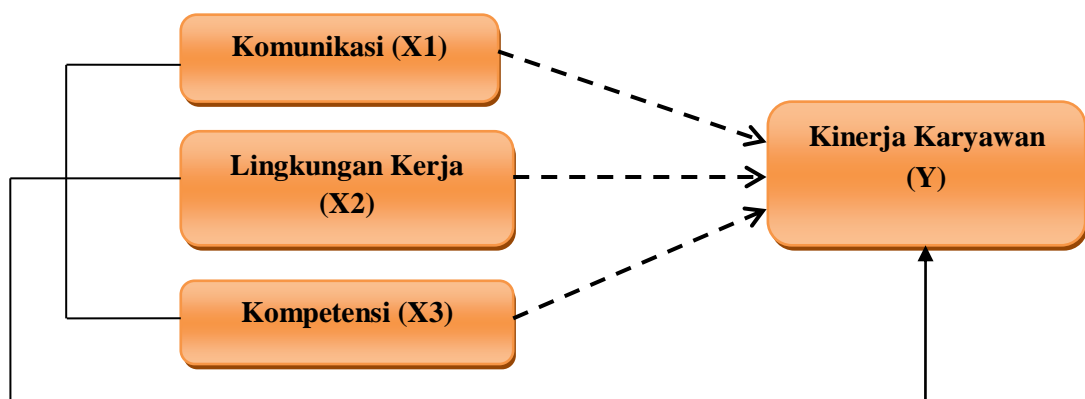 Komunikasi (X1)
Lingkungan Kerja
(X2)
Kompetensi (X3)
Kinerja Karyawan
(Y)